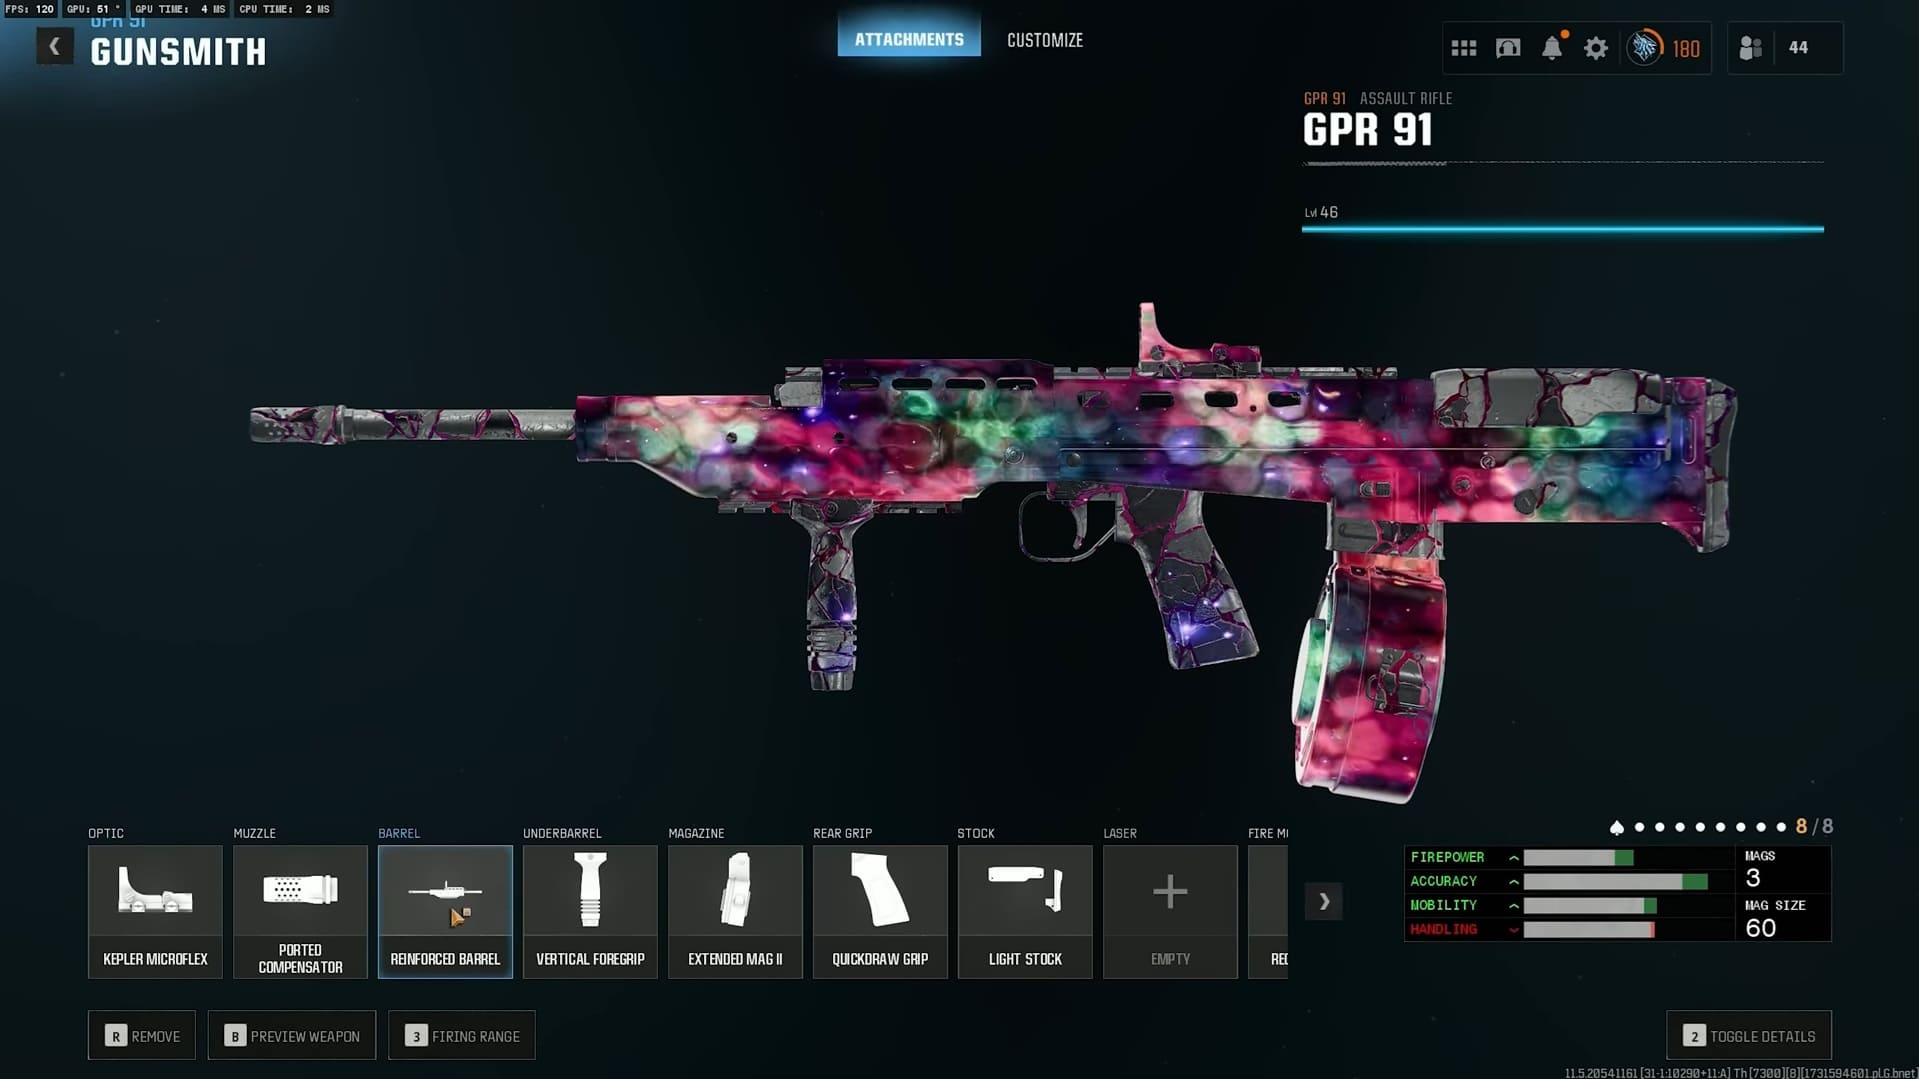 FPS: 120 GPU: 51 ° GPU TIME: 4 MS CPU TIME: 2 MS
GPR 91
GUNSMITH
ATTACHMENTS CUSTOMIZE
180 44
GPR 91 ASSAULT RIFLE
GPR 91
Lvl 46
OPTIC MUZZLE BARREL UNDERBARREL MAGAZINE REAR GRIP STOCK LASER FIRE M
KEPLER MICROFLEX
PORTED
COMPENSATOR
REINFORCED BARREL
VERTICAL FOREGRIP
EXTENDED MAG II
QUICKDRAW GRIP
LIGHT STOCK
EMPTY
REC
8/8
FIREPOWER
ACCURACY
MOBILITY
HANDLING
MAGS
3
MAG SIZE
60
R REMOVE B PREVIEW WEAPON 3 FIRING RANGE 2 TOGGLE DETAILS
11.5.20541161 [31-1:10290+11:A] Th [7300][8][1731594601.pl.G.bnet]